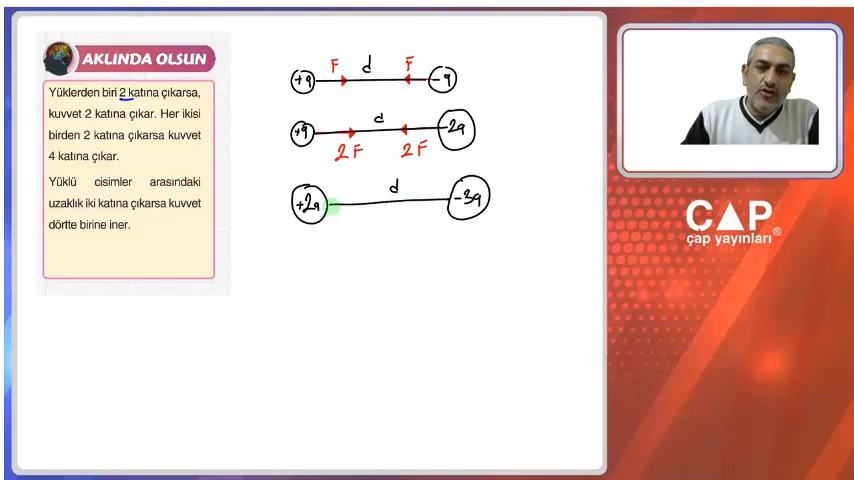 AKLINDA OLSUN
Yüklerden biri 2 katına çıkarsa,
kuvvet 2 katına çıkar. Her ikisi
birden 2 katına çıkarsa kuvvet
4 katına çıkar.
Yüklü cisimler arasındaki
uzaklık iki katına çıkarsa kuvvet
dörtte birine iner.
F d F
+q -q
d
+q -2q
2F 2F
d
+2q -3q
CAP
çap yayınları®